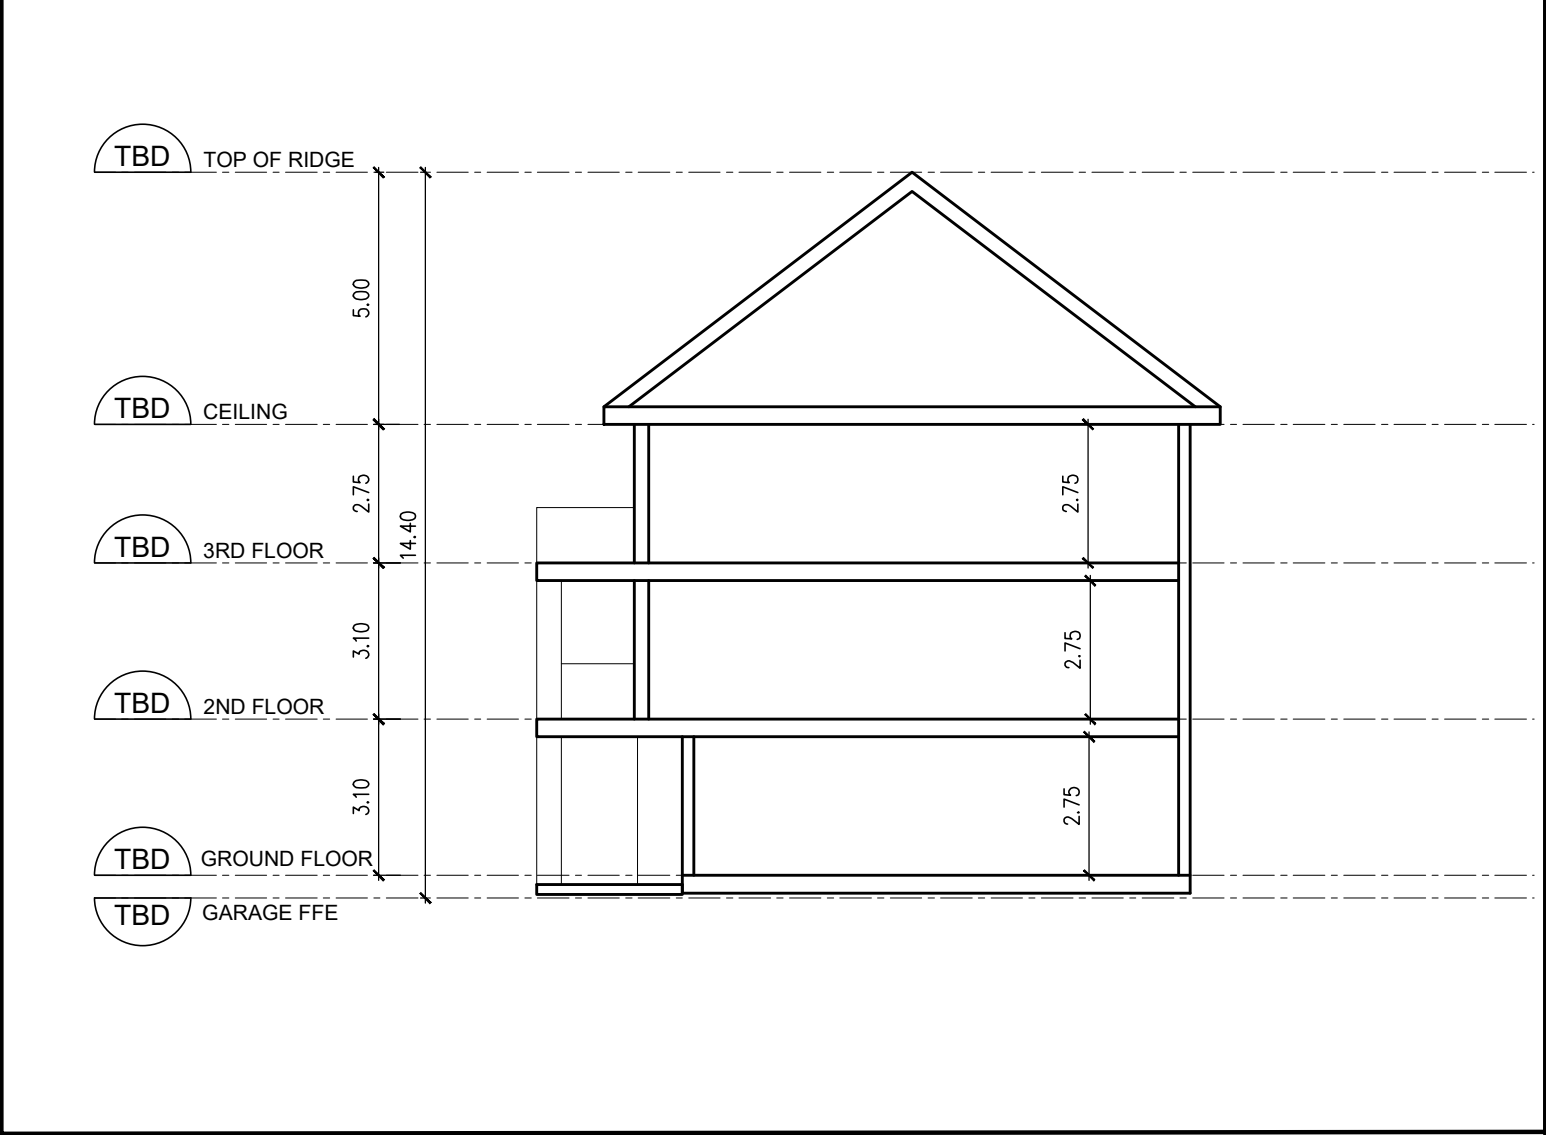 TBD TOP OF RIDGE
5.00
TBD CEILING
2.75
2.75
14.40
TBD 3RD FLOOR
3.10
2.75
TBD 2ND FLOOR
3.10
2.75
TBD GROUND FLOOR
TBD GARAGE FFE